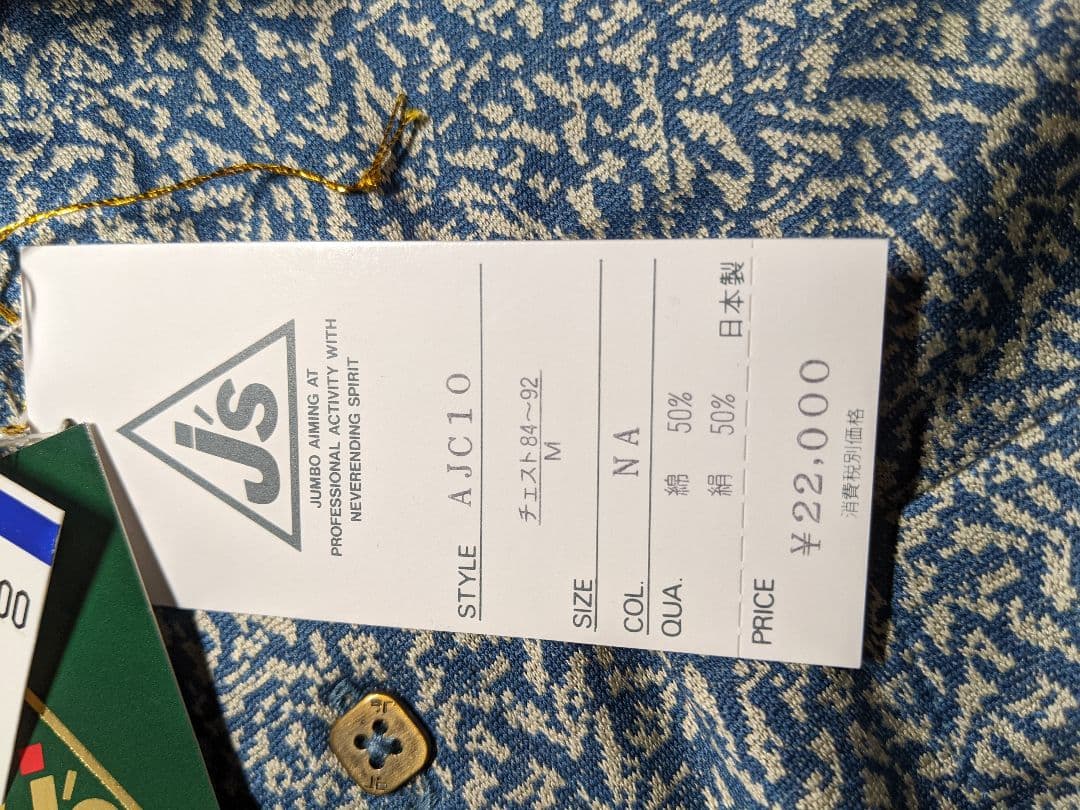 J's
JUMBO AIMING AT
PROFESSIONAL ACTIVITY WITH
NEVERENDING SPIRIT
STYLE AJC10
チェスト84〜92
SIZE M
COL. NA
QUA. 綿 50%
絹 50%
日本製
PRICE
¥22,000
消費税別価格
00
J's